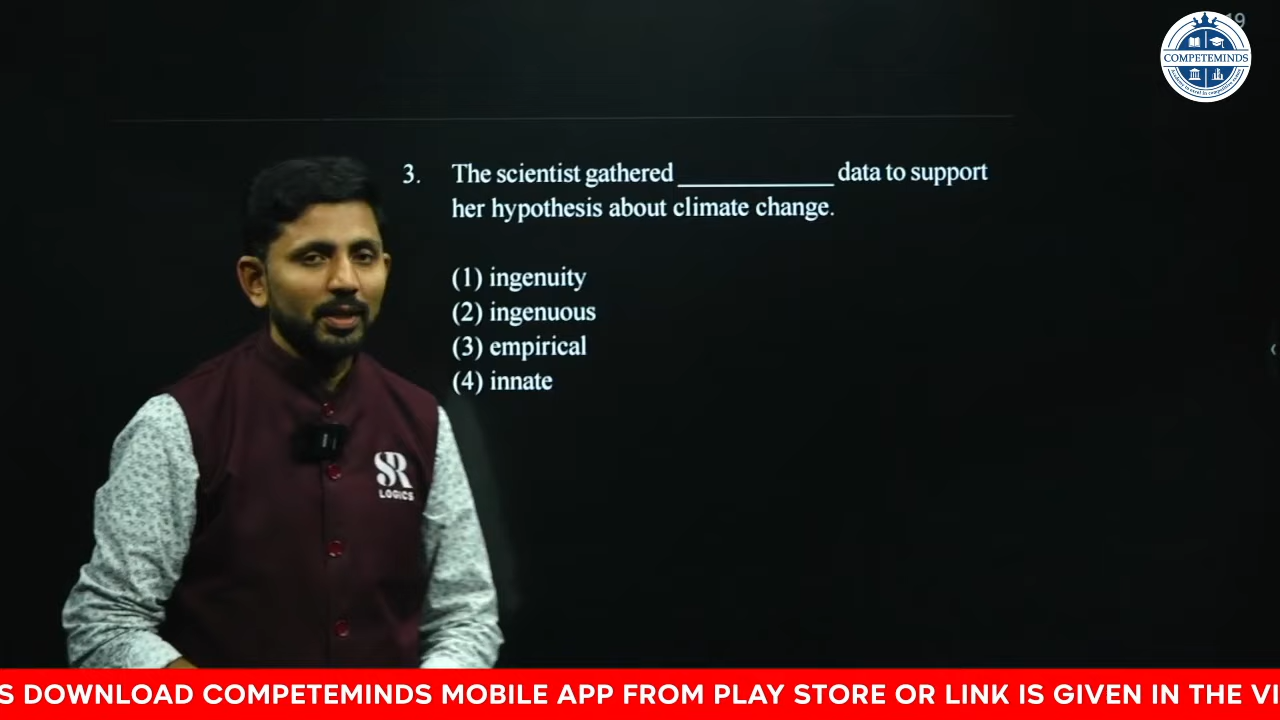 19
COMPETEMINDS
3. The scientist gathered ____________ data to support
her hypothesis about climate change.
(1) ingenuity
(2) ingenuous
(3) empirical
(4) innate
SR
LOGICS
S DOWNLOAD COMPETEMINDS MOBILE APP FROM PLAY STORE OR LINK IS GIVEN IN THE VI